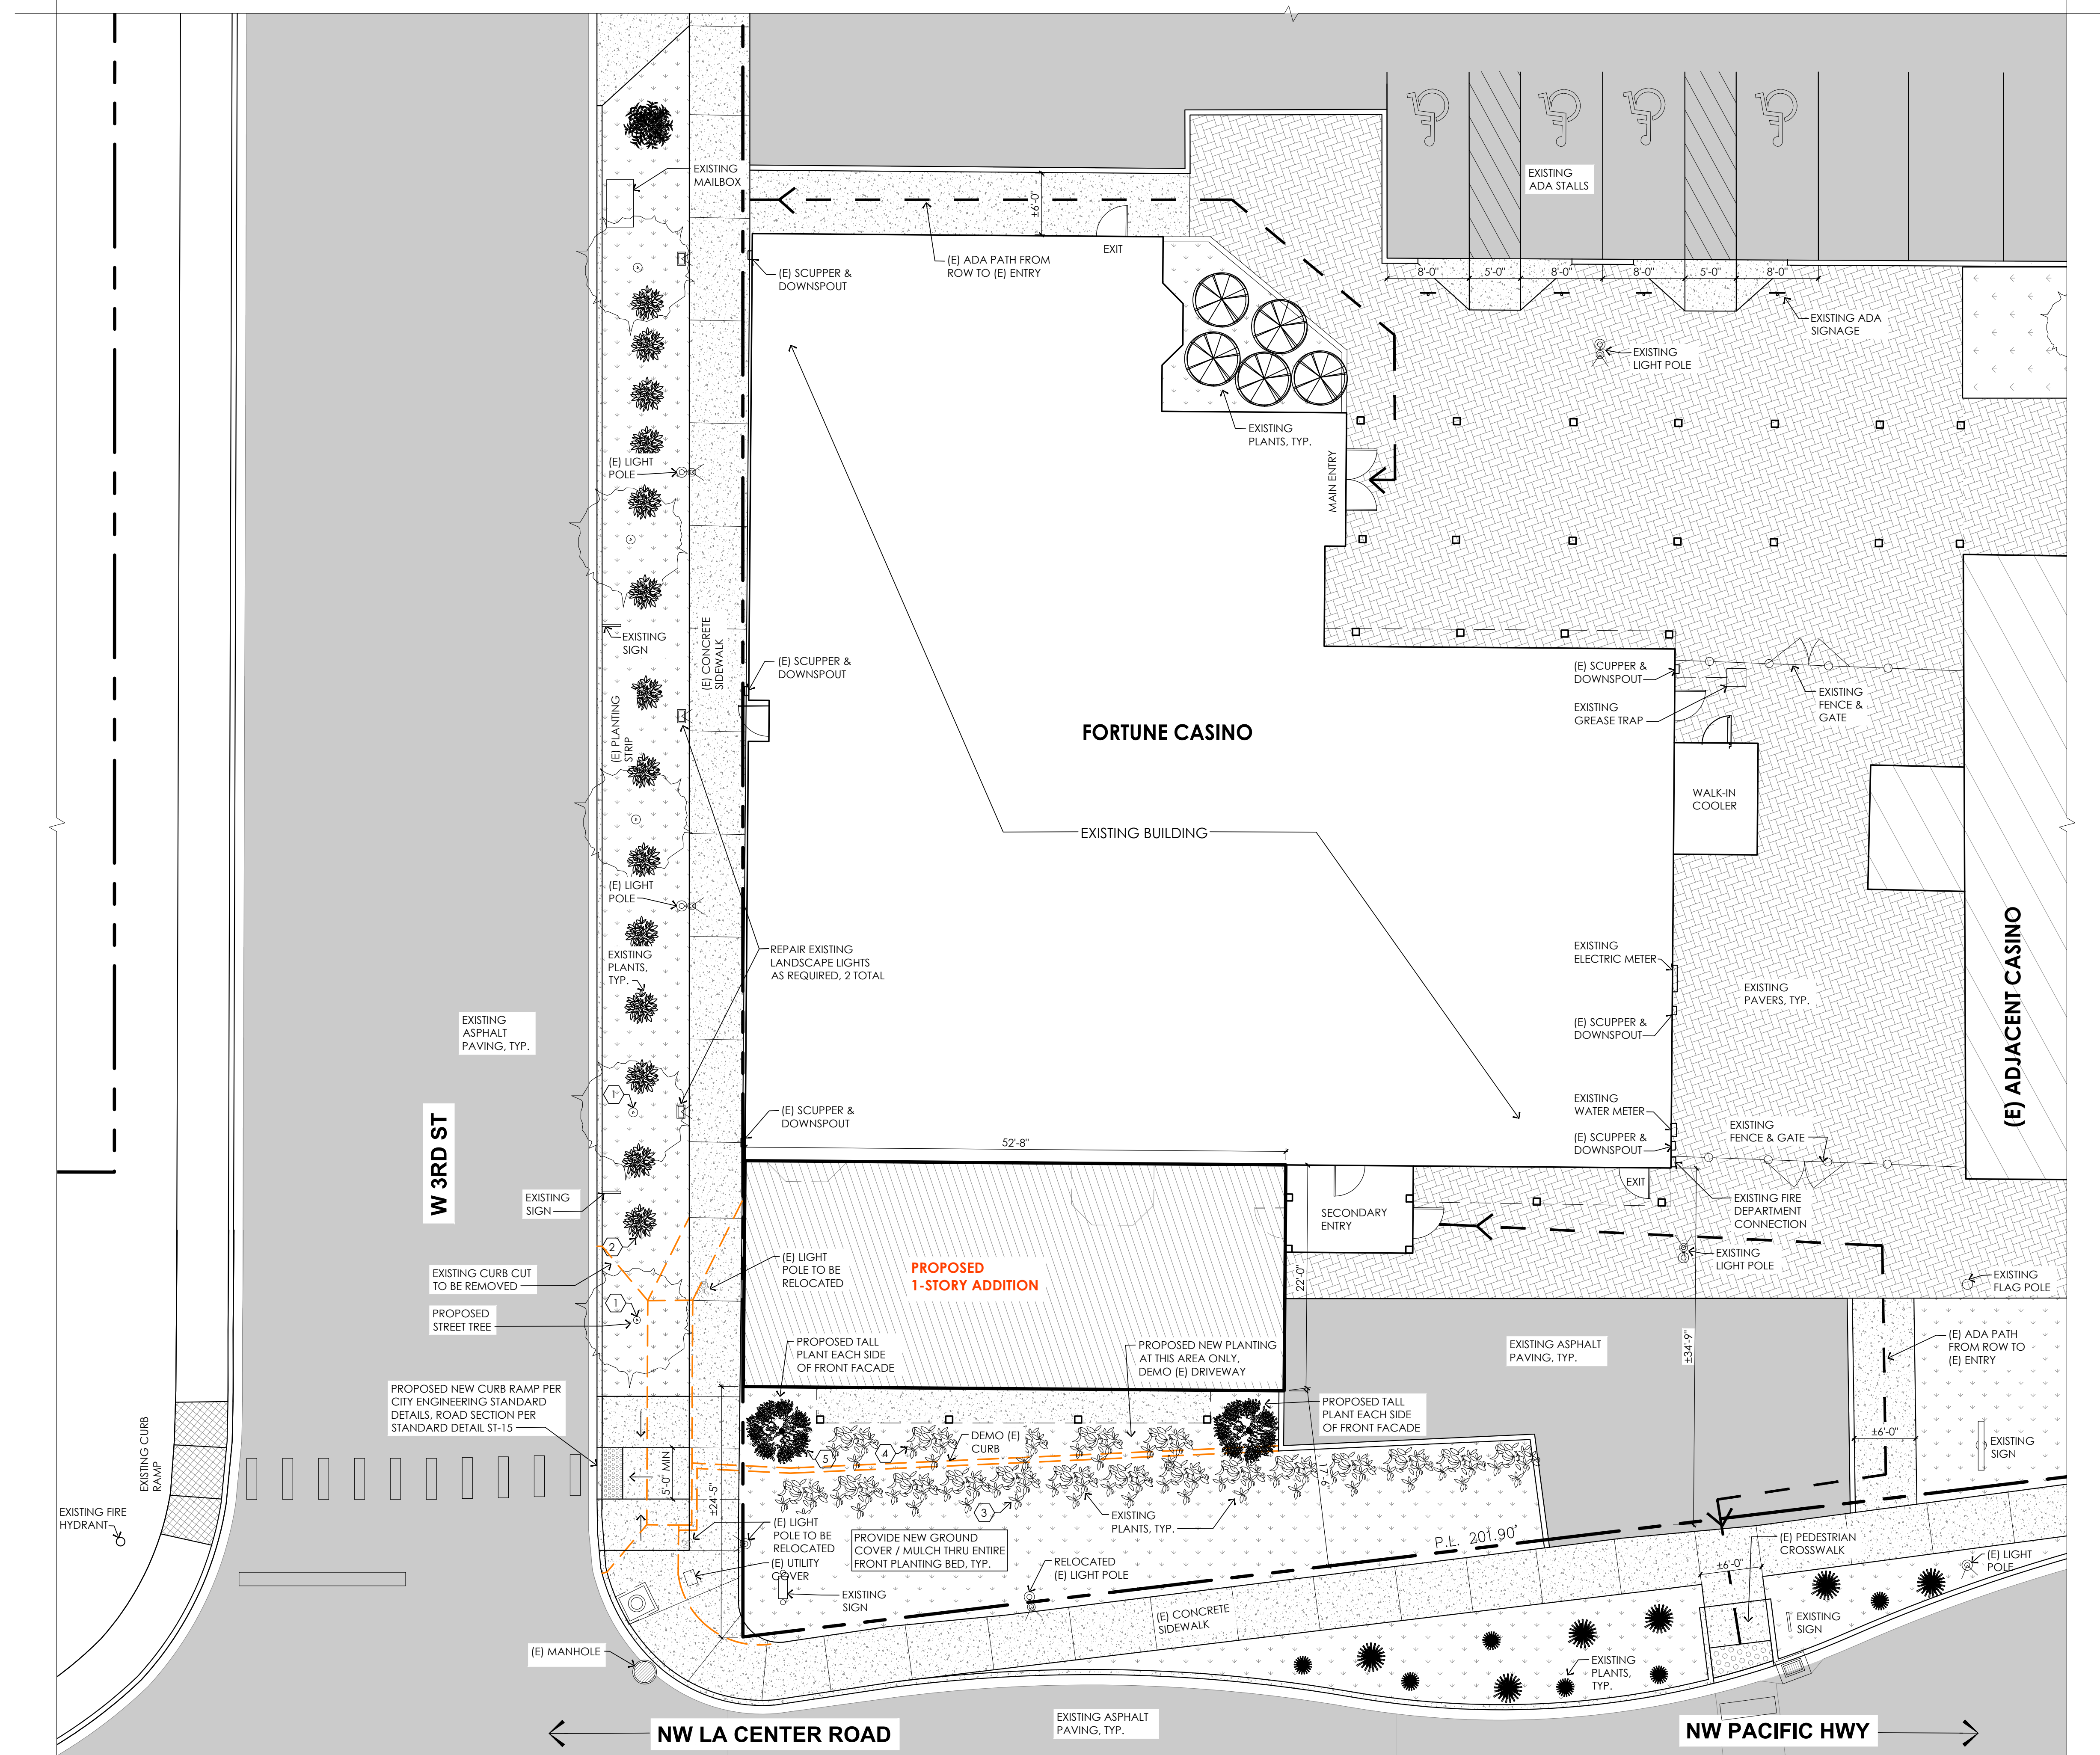 EXISTING
MAILBOX
±6'-0"
EXIT
(E) SCUPPER &
DOWNSPOUT
(E) ADA PATH FROM
ROW TO (E) ENTRY
EXISTING
ADA STALLS
8'-0"
5'-0"
8'-0"
8'-0"
5'-0"
8'-0"
EXISTING ADA
SIGNAGE
EXISTING
LIGHT POLE
EXISTING
PLANTS, TYP.
MAIN ENTRY
(E) LIGHT
POLE
EXISTING
SIGN
(E) CONCRETE
SIDEWALK
(E) PLANTING
STRIP
(E) SCUPPER &
DOWNSPOUT
(E) SCUPPER &
DOWNSPOUT
EXISTING
GREASE TRAP
EXISTING
FENCE &
GATE
FORTUNE CASINO
WALK-IN
COOLER
EXISTING BUILDING
(E) LIGHT
POLE
EXISTING
PLANTS,
TYP.
REPAIR EXISTING
LANDSCAPE LIGHTS
AS REQUIRED, 2 TOTAL
EXISTING
ELECTRIC METER
EXISTING
PAVERS, TYP.
(E) SCUPPER &
DOWNSPOUT
(E) ADJACENT CASINO
EXISTING
ASPHALT
PAVING, TYP.
W 3RD ST
1
(E) SCUPPER &
DOWNSPOUT
52'-8"
EXISTING
WATER METER
(E) SCUPPER &
DOWNSPOUT
EXISTING
FENCE & GATE
EXIT
EXISTING
SIGN
2
SECONDARY
ENTRY
EXISTING FIRE
DEPARTMENT
CONNECTION
EXISTING
LIGHT POLE
EXISTING
FLAG POLE
EXISTING CURB CUT
TO BE REMOVED
PROPOSED
STREET TREE
1
(E) LIGHT
POLE TO BE
RELOCATED
PROPOSED
1-STORY ADDITION
22'-0"
±34'-9"
PROPOSED TALL
PLANT EACH SIDE
OF FRONT FACADE
PROPOSED NEW PLANTING
AT THIS AREA ONLY,
DEMO (E) DRIVEWAY
EXISTING ASPHALT
PAVING, TYP.
(E) ADA PATH
FROM ROW TO
(E) ENTRY
PROPOSED NEW CURB RAMP PER
CITY ENGINEERING STANDARD
DETAILS, ROAD SECTION PER
STANDARD DETAIL ST-15
PROPOSED TALL
PLANT EACH SIDE
OF FRONT FACADE
EXISTING CURB
RAMP
5'-0" MIN
±24'-5"
5
4
DEMO (E)
CURB
17'-6"
±6'-0"
EXISTING
SIGN
EXISTING FIRE
HYDRANT
3
EXISTING
PLANTS, TYP.
(E) LIGHT
POLE TO BE
RELOCATED
(E) UTILITY
COVER
PROVIDE NEW GROUND
COVER / MULCH THRU ENTIRE
FRONT PLANTING BED, TYP.
P.L. 201.90'
(E) PEDESTRIAN
CROSSWALK
RELOCATED
(E) LIGHT POLE
±6'-0"
(E) LIGHT
POLE
EXISTING
SIGN
(E) CONCRETE
SIDEWALK
EXISTING
SIGN
(E) MANHOLE
EXISTING
PLANTS,
TYP.
EXISTING ASPHALT
PAVING, TYP.
NW LA CENTER ROAD
NW PACIFIC HWY